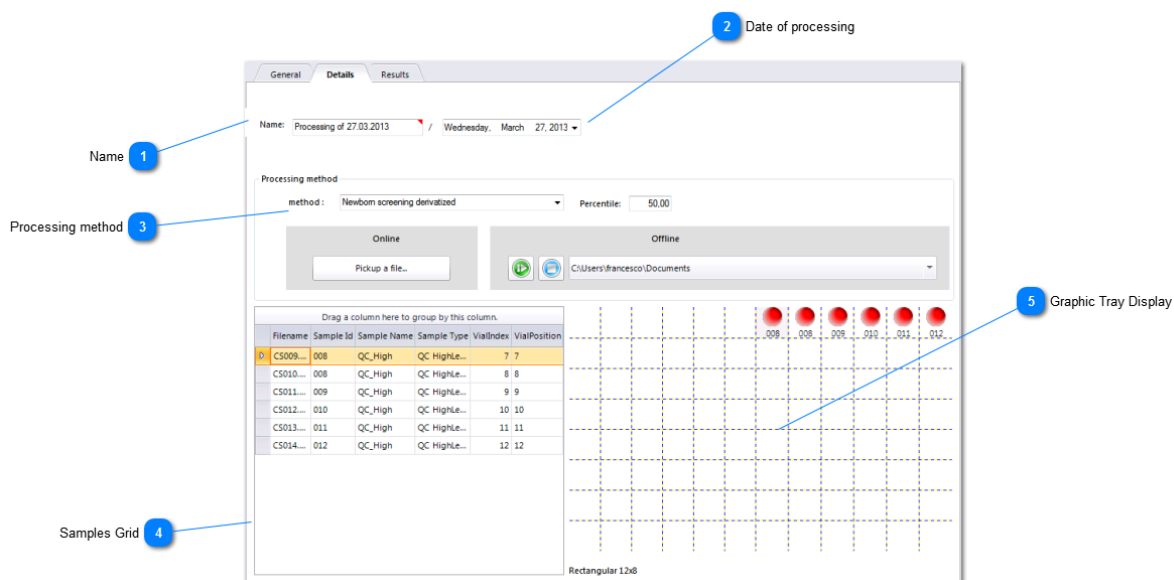 2 Date of processing
General Details Results
Name: Processing of 27.03.2013 / Wednesday, March 27, 2013
Name 1
Processing method
method : Newborn screening derivatized Percentile: 50,00
Processing method 3
Online Offline
Pickup a file... C:\Users\francesco\Documents
5 Graphic Tray Display
Drag a column here to group by this column.
Filename Sample Id Sample Name Sample Type VialIndex VialPosition
008 008 009 010 011 012
CS009.... 008 QC_High QC HighLe... 7 7
CS010.... 008 QC_High QC HighLe... 8 8
CS011.... 009 QC_High QC HighLe... 9 9
CS012.... 010 QC_High QC HighLe... 10 10
CS013.... 011 QC_High QC HighLe... 11 11
CS014.... 012 QC_High QC HighLe... 12 12
Samples Grid 4
Rectangular 12x8